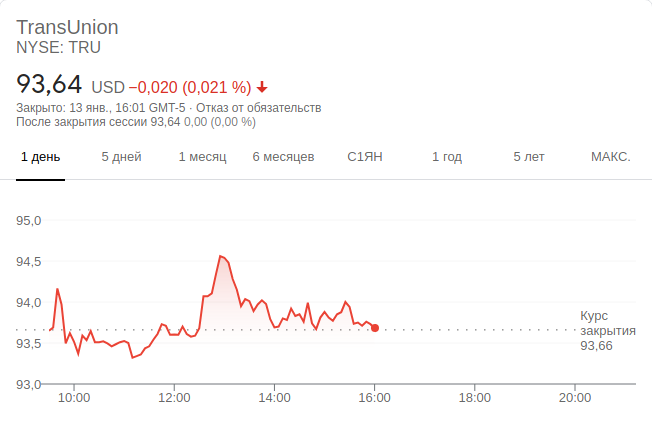 TransUnion
NYSE: TRU
93,64 USD −0,020 (0,021 %)
Закрыто: 13 янв., 16:01 GMT-5 · Отказ от обязательств
После закрытия сессии 93,64 0,00 (0,00 %)
1 день 5 дней 1 месяц 6 месяцев С1ЯН 1 год 5 лет МАКС.
95,0
94,5
94,0
93,5
93,0
Курс
закрытия
93,66
10:00 12:00 14:00 16:00 18:00 20:00